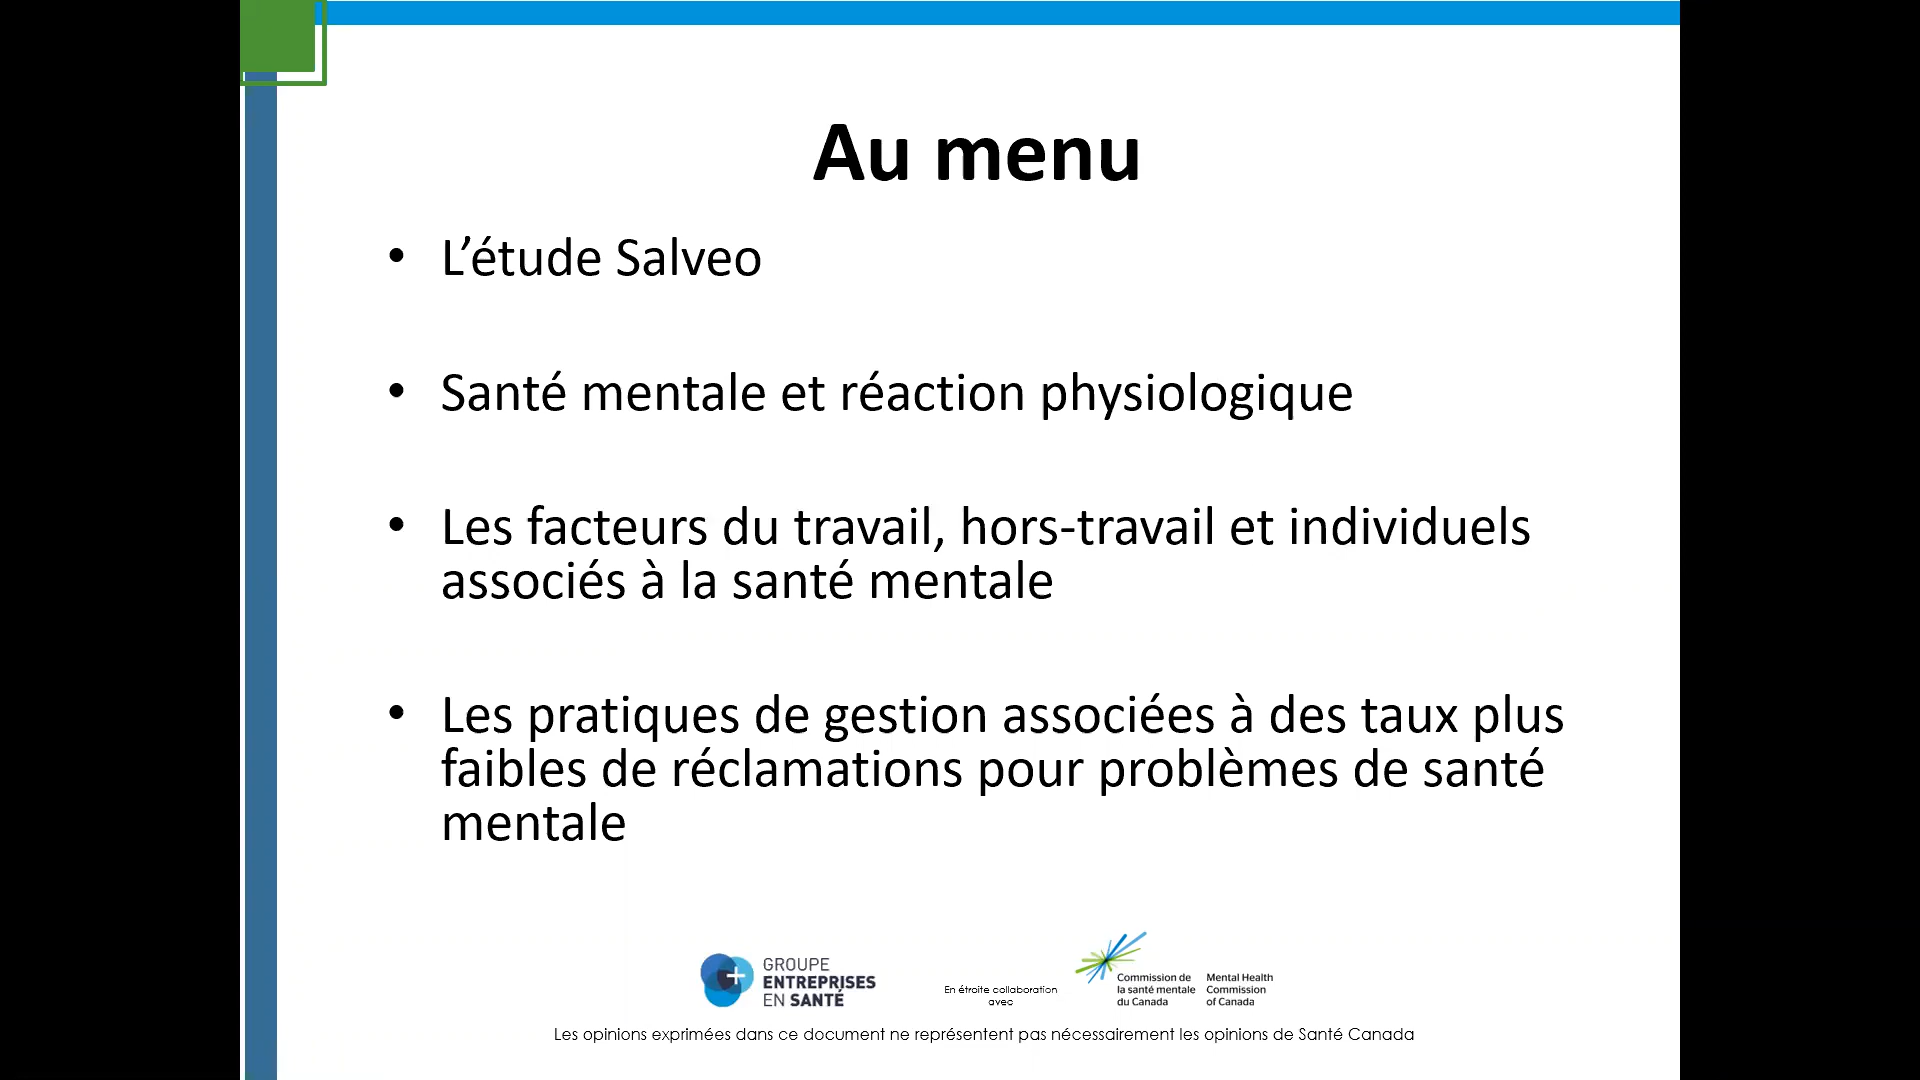 Au menu
• L’étude Salveo
• Santé mentale et réaction physiologique
• Les facteurs du travail, hors-travail et individuels
associés à la santé mentale
• Les pratiques de gestion associées à des taux plus
faibles de réclamations pour problèmes de santé
mentale
GROUPE
ENTREPRISES
EN SANTÉ
En étroite collaboration
avec
Commission de
la santé mentale
du Canada
Mental Health
Commission
of Canada
Les opinions exprimées dans ce document ne représentent pas nécessairement les opinions de Santé Canada